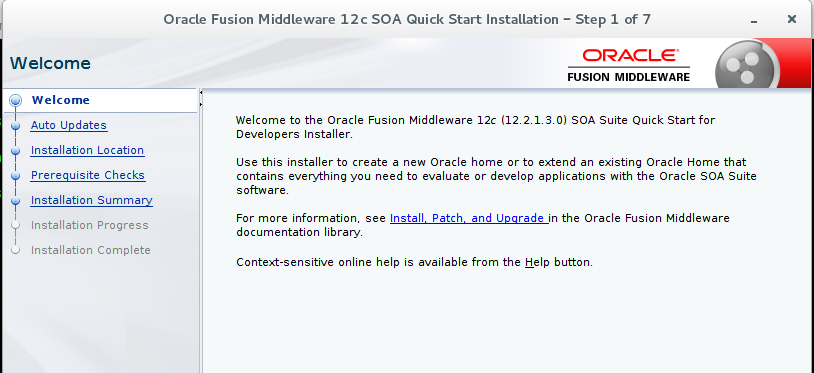 Oracle Fusion Middleware 12c SOA Quick Start Installation – Step 1 of 7
Welcome
ORACLE
FUSION MIDDLEWARE
Welcome
Auto Updates
Installation Location
Prerequisite Checks
Installation Summary
Installation Progress
Installation Complete
Welcome to the Oracle Fusion Middleware 12c (12.2.1.3.0) SOA Suite Quick Start for
Developers Installer.
Use this installer to create a new Oracle home or to extend an existing Oracle Home that
contains everything you need to evaluate or develop applications with the Oracle SOA Suite
software.
For more information, see Install, Patch, and Upgrade in the Oracle Fusion Middleware
documentation library.
Context-sensitive online help is available from the Help button.